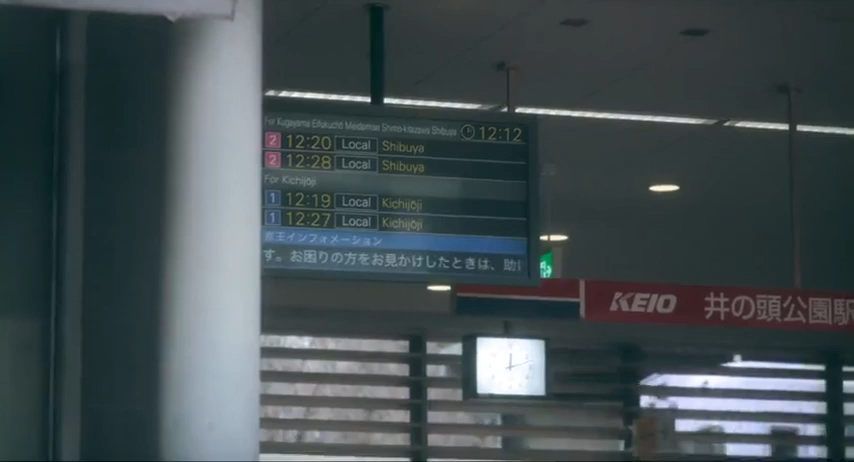 For Kugayama Eifukuchō Meidaimae Shimo-kitazawa Shibuya 12:12
2 12:20 Local Shibuya
2 12:28 Local Shibuya
For Kichijōji
1 12:19 Local Kichijōji
1 12:27 Local Kichijōji
京王インフォメーション
す。お困りの方をお見かけしたときは、助
KEIO 井の頭公園駅